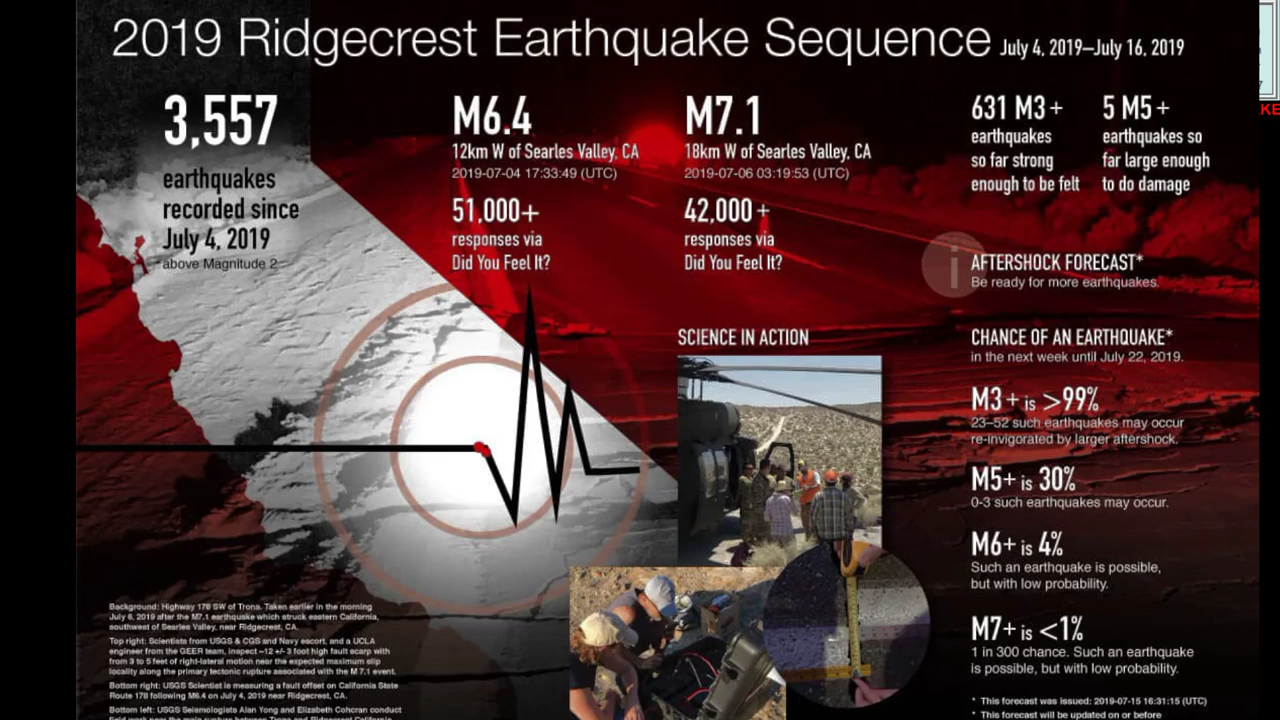 2019 Ridgecrest Earthquake Sequence July 4, 2019–July 16, 2019
3,557
earthquakes
recorded since
July 4, 2019
above Magnitude 2
M6.4
12km W of Searles Valley, CA
2019-07-04 17:33:49 (UTC)
51,000+
responses via
Did You Feel It?
M7.1
18km W of Searles Valley, CA
2019-07-06 03:19:53 (UTC)
42,000+
responses via
Did You Feel It?
631 M3+
earthquakes
so far strong
enough to be felt
5 M5+
earthquakes so
far large enough
to do damage
KE
i
AFTERSHOCK FORECAST*
Be ready for more earthquakes.
CHANCE OF AN EARTHQUAKE*
in the next week until July 22, 2019.
M3+ is >99%
23–52 such earthquakes may occur
re-invigorated by larger aftershock.
M5+ is 30%
0-3 such earthquakes may occur.
M6+ is 4%
Such an earthquake is possible,
but with low probability.
M7+ is <1%
1 in 300 chance. Such an earthquake
is possible, but with low probability.
* This forecast was issued: 2019-07-15 16:31:15 (UTC)
* This forecast will be updated on or before
SCIENCE IN ACTION
Background: Highway 178 SW of Trona. Taken earlier in the morning
July 6, 2019 after the M7.1 earthquake which struck eastern California,
southwest of Searles Valley, near Ridgecrest, CA.
Top right: Scientists from USGS & CGS and Navy escort, and a UCLA
engineer from the GEER team, inspect ~12 +/- 3 foot high fault scarp with
from 3 to 5 feet of right-lateral motion near the expected maximum slip
locality along the primary tectonic rupture associated with the M 7.1 event.
Bottom right: USGS Scientist is measuring a fault offset on California State
Route 178 following M6.4 on July 4, 2019 near Ridgecrest, CA.
Bottom left: USGS Seismologists Alan Yong and Elizabeth Cohcran conduct
field work near the main rupture between Trona and Ridgecrest California